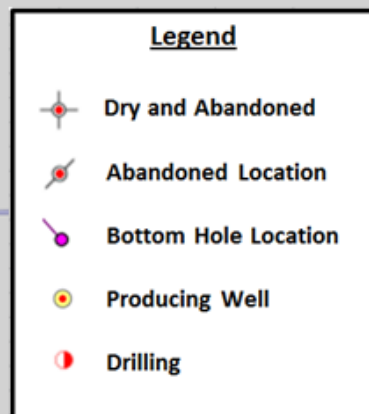 Legend
Dry and Abandoned
Abandoned Location
Bottom Hole Location
Producing Well
Drilling